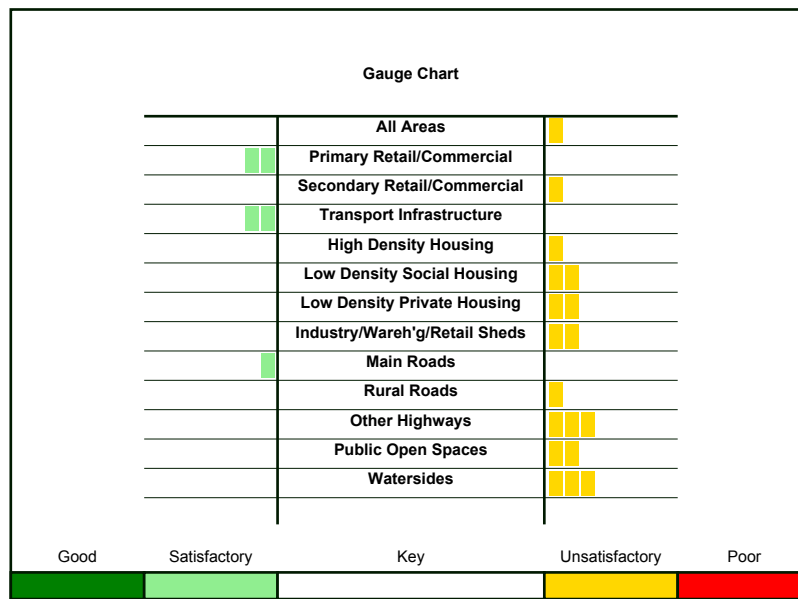 Gauge Chart
All Areas
Primary Retail/Commercial
Secondary Retail/Commercial
Transport Infrastructure
High Density Housing
Low Density Social Housing
Low Density Private Housing
Industry/Wareh'g/Retail Sheds
Main Roads
Rural Roads
Other Highways
Public Open Spaces
Watersides
Good Satisfactory Key Unsatisfactory Poor